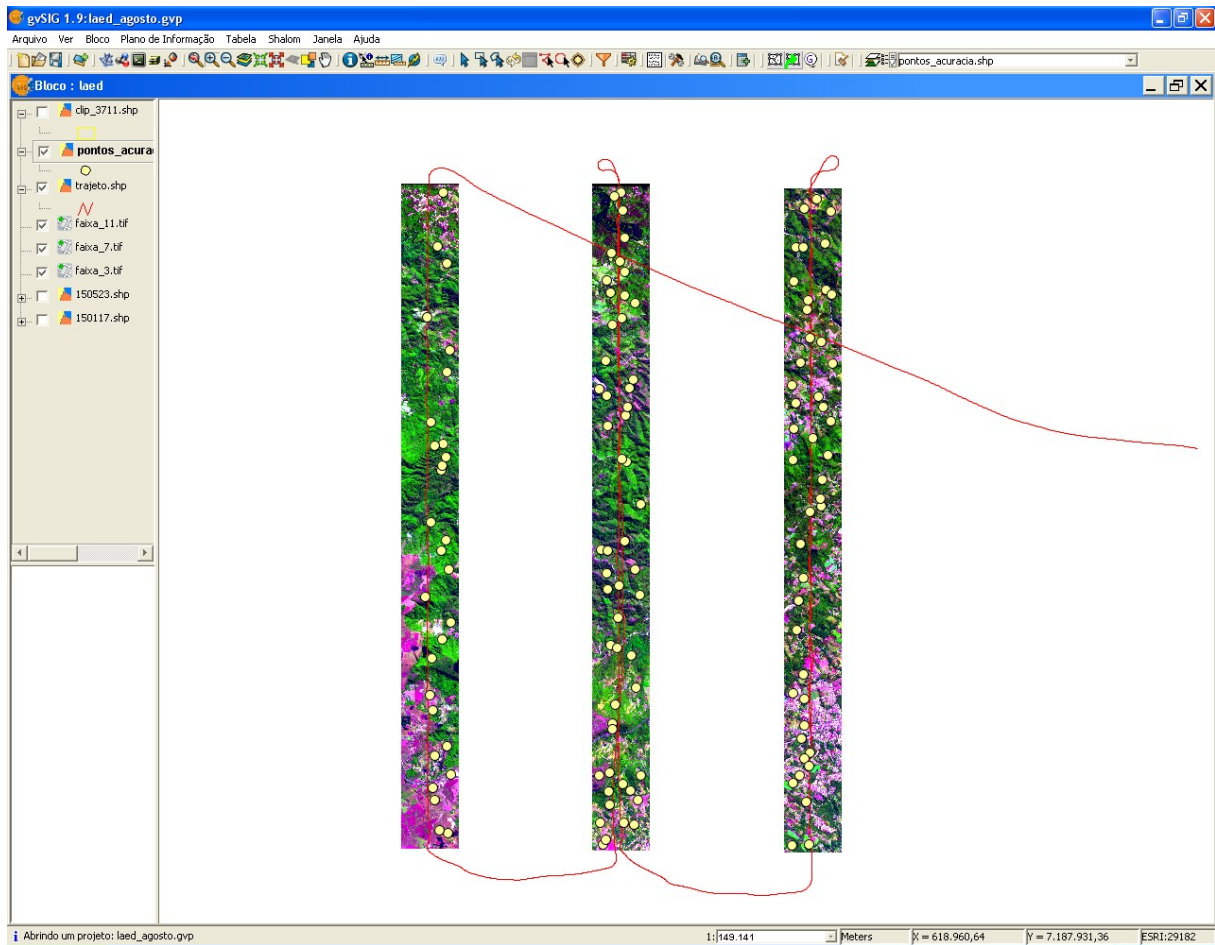 gvSIG 1.9:laed_agosto.gvp
Arquivo Ver Bloco Plano de Informação Tabela Shalom Janela Ajuda
pontos_acuracia.shp
Bloco : laed
clip_3711.shp
pontos_acura
trajeto.shp
faixa_11.tif
faixa_7.tif
faixa_3.tif
150523.shp
150117.shp
Abrindo um projeto: laed_agosto.gvp 1: 149.141 Meters X = 618.960,64 Y = 7.187.931,36 ESRI:29182